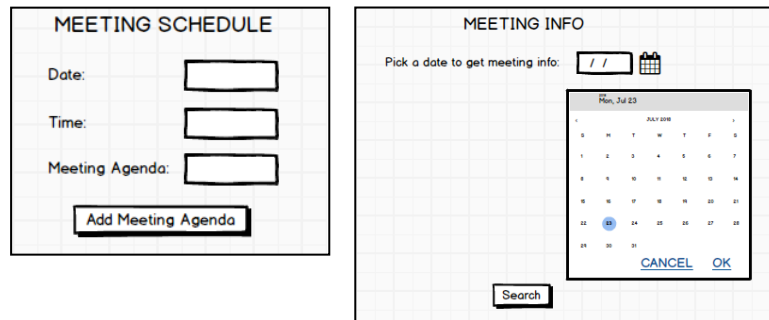 MEETING SCHEDULE
Date:
Time:
Meeting Agenda:
Add Meeting Agenda
MEETING INFO
Pick a date to get meeting info:
/ /
2018
Mon, Jul 23
‹ JULY 2018 ›
S M T W T F S
1 2 3 4 5 6 7
8 9 10 11 12 13 14
15 16 17 18 19 20 21
22 23 24 25 26 27 28
29 30 31
CANCEL OK
Search